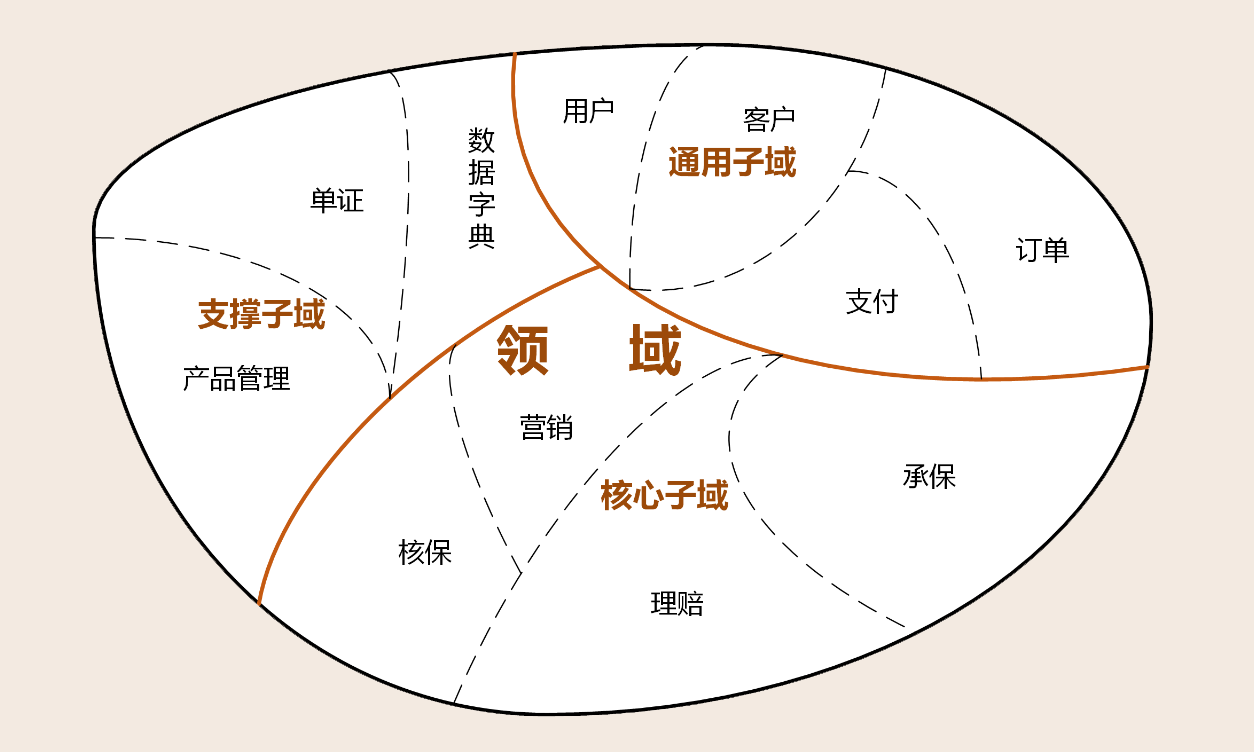 用户
客户
通用子域
数据字典
单证
订单
支付
支撑子域
产品管理
领 域
营销
核心子域
承保
核保
理赔